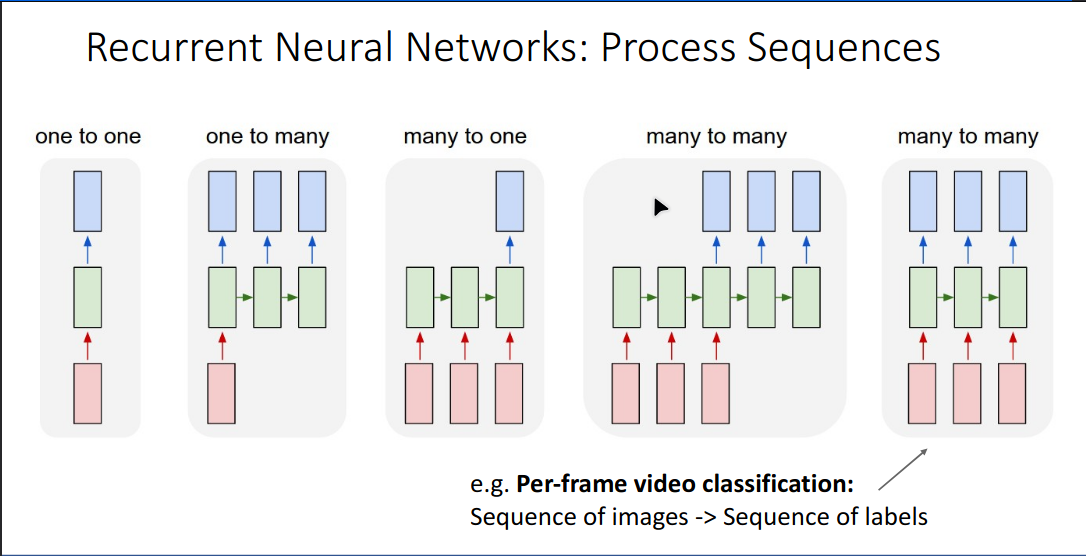 Recurrent Neural Networks: Process Sequences
one to one
one to many
many to one
many to many
many to many
e.g. Per-frame video classification:
Sequence of images -> Sequence of labels